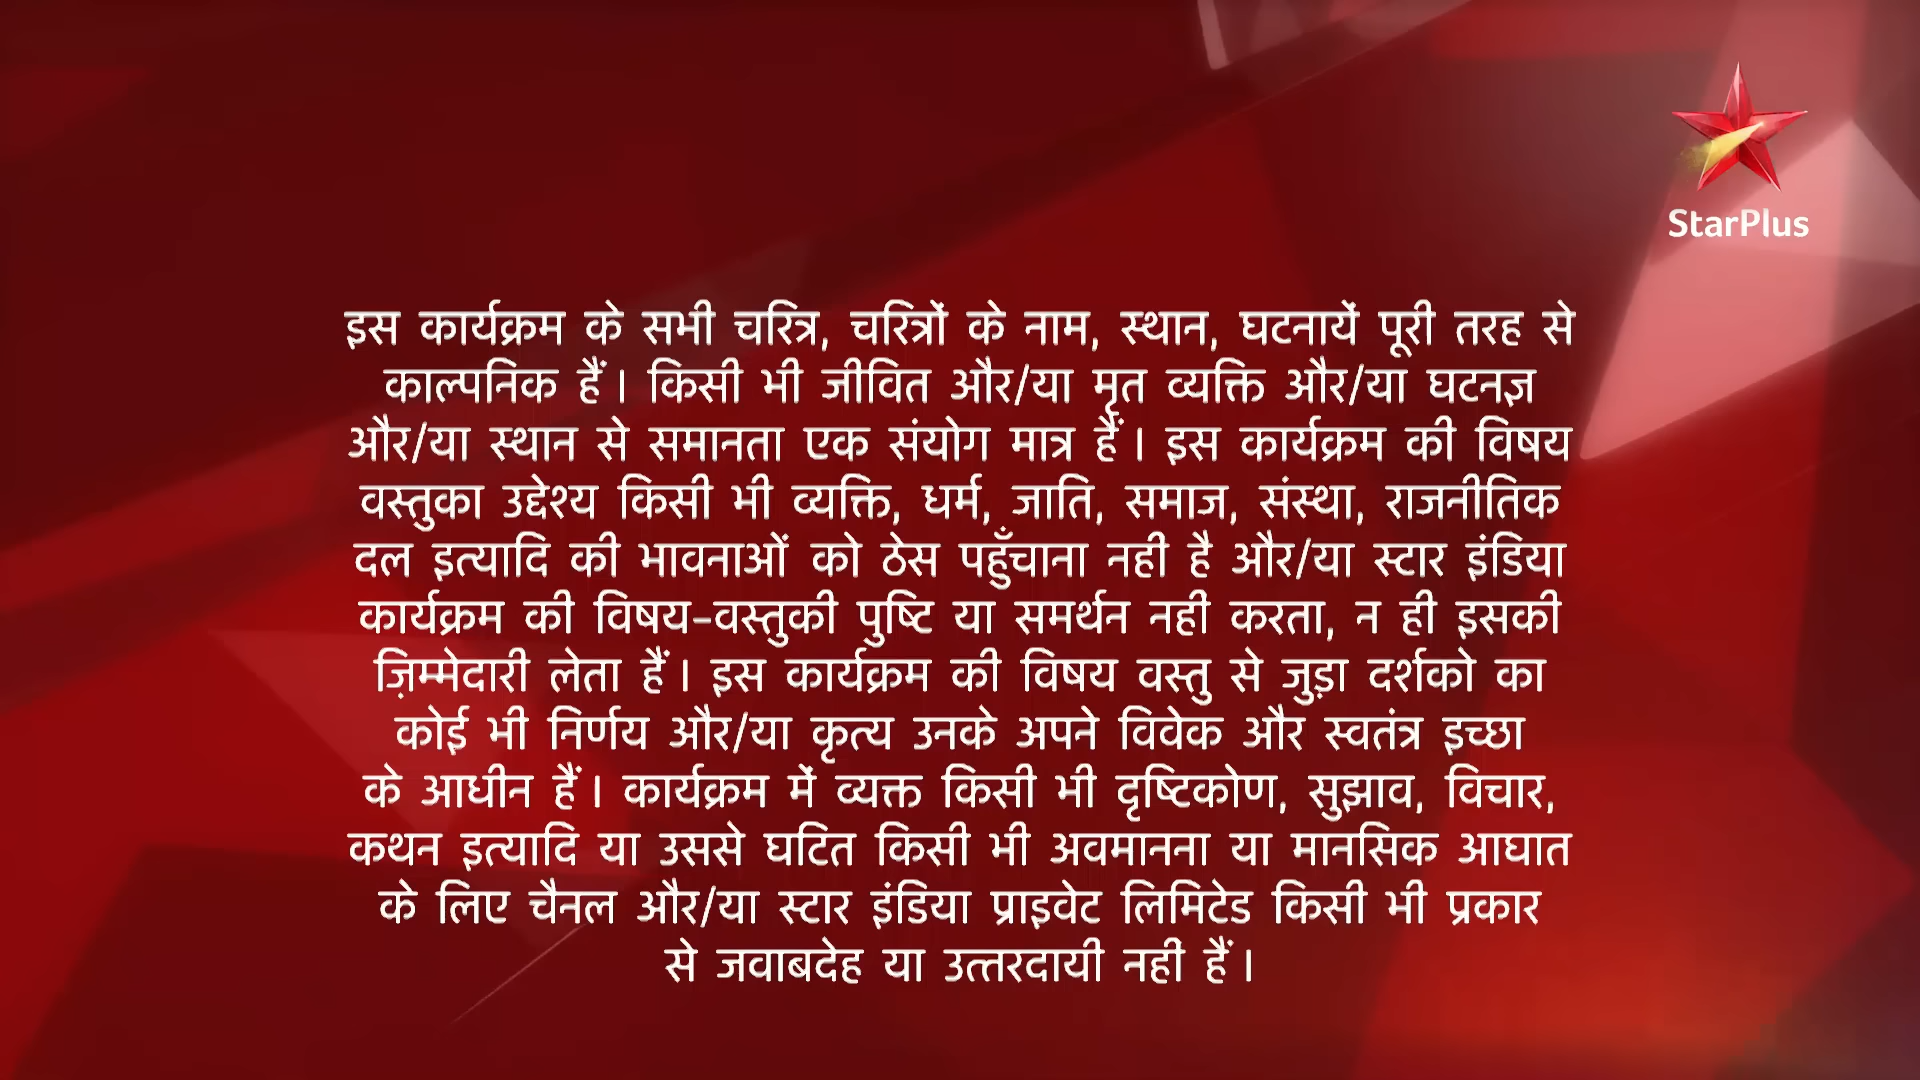 StarPlus
इस कार्यक्रम के सभी चरित्र, चरित्रों के नाम, स्थान, घटनायें पूरी तरह से
काल्पनिक हैं। किसी भी जीवित और/या मृत व्यक्ति और/या घटनज्ञ
और/या स्थान से समानता एक संयोग मात्र हैं। इस कार्यक्रम की विषय
वस्तुका उद्देश्य किसी भी व्यक्ति, धर्म, जाति, समाज, संस्था, राजनीतिक
दल इत्यादि की भावनाओं को ठेस पहुँचाना नही है और/या स्टार इंडिया
कार्यक्रम की विषय-वस्तुकी पुष्टि या समर्थन नही करता, न ही इसकी
ज़िम्मेदारी लेता हैं। इस कार्यक्रम की विषय वस्तु से जुड़ा दर्शको का
कोई भी निर्णय और/या कृत्य उनके अपने विवेक और स्वतंत्र इच्छा
के आधीन हैं। कार्यक्रम में व्यक्त किसी भी दृष्टिकोण, सुझाव, विचार,
कथन इत्यादि या उससे घटित किसी भी अवमानना या मानसिक आघात
के लिए चैनल और/या स्टार इंडिया प्राइवेट लिमिटेड किसी भी प्रकार
से जवाबदेह या उत्तरदायी नही हैं।